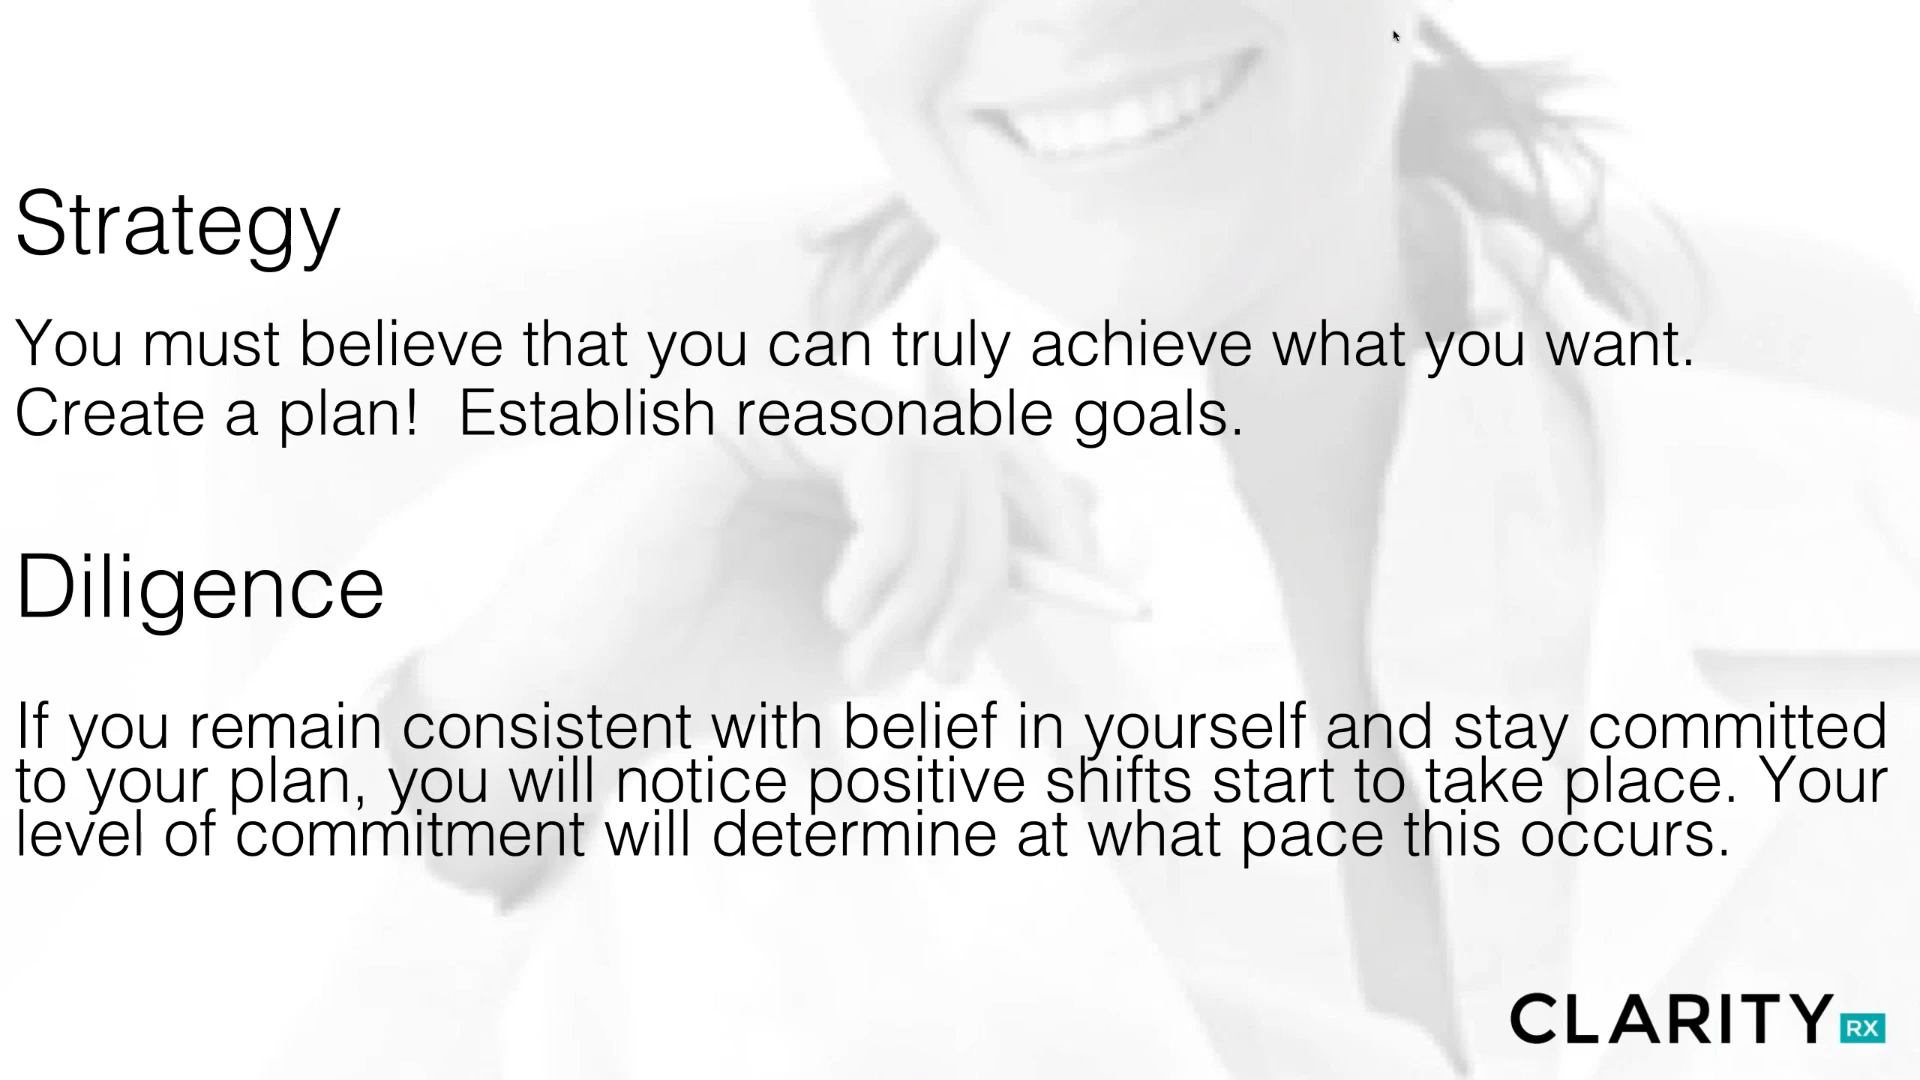 Strategy
You must believe that you can truly achieve what you want.
Create a plan!  Establish reasonable goals.
Diligence
If you remain consistent with belief in yourself and stay committed
to your plan, you will notice positive shifts start to take place. Your
level of commitment will determine at what pace this occurs.
CLARITY RX